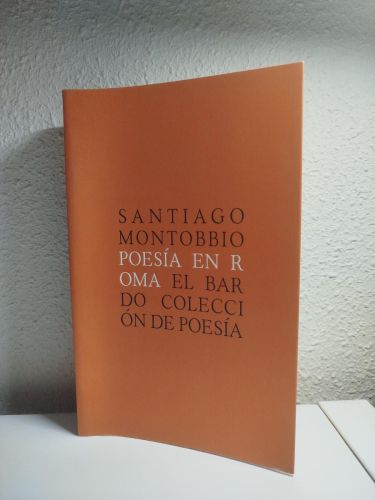 SANTIAGO
MONTOBBIO
POESÍA EN R
OMA EL BAR
DO COLECCI
ÓN DE POESÍA